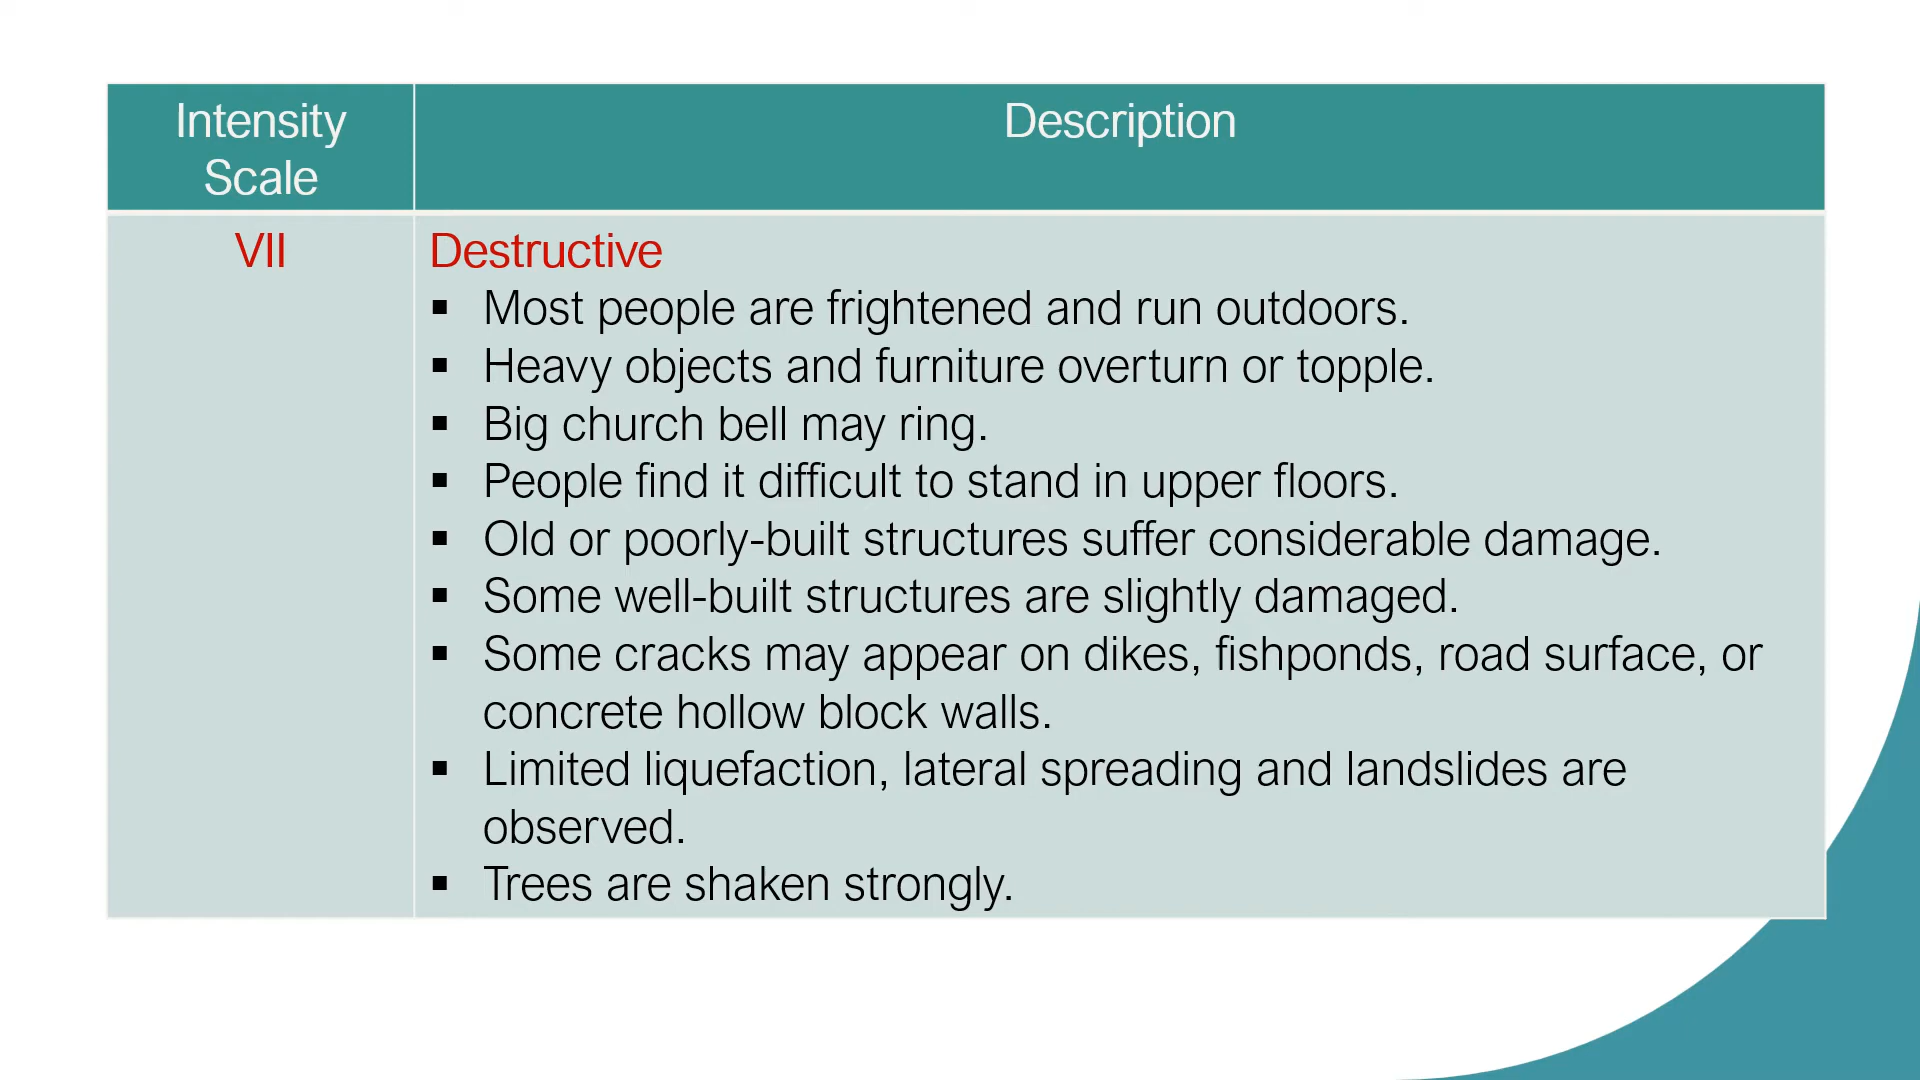 Intensity
Scale
Description
VII
Destructive
▪ Most people are frightened and run outdoors.
▪ Heavy objects and furniture overturn or topple.
▪ Big church bell may ring.
▪ People find it difficult to stand in upper floors.
▪ Old or poorly-built structures suffer considerable damage.
▪ Some well-built structures are slightly damaged.
▪ Some cracks may appear on dikes, fishponds, road surface, or
concrete hollow block walls.
▪ Limited liquefaction, lateral spreading and landslides are
observed.
▪ Trees are shaken strongly.